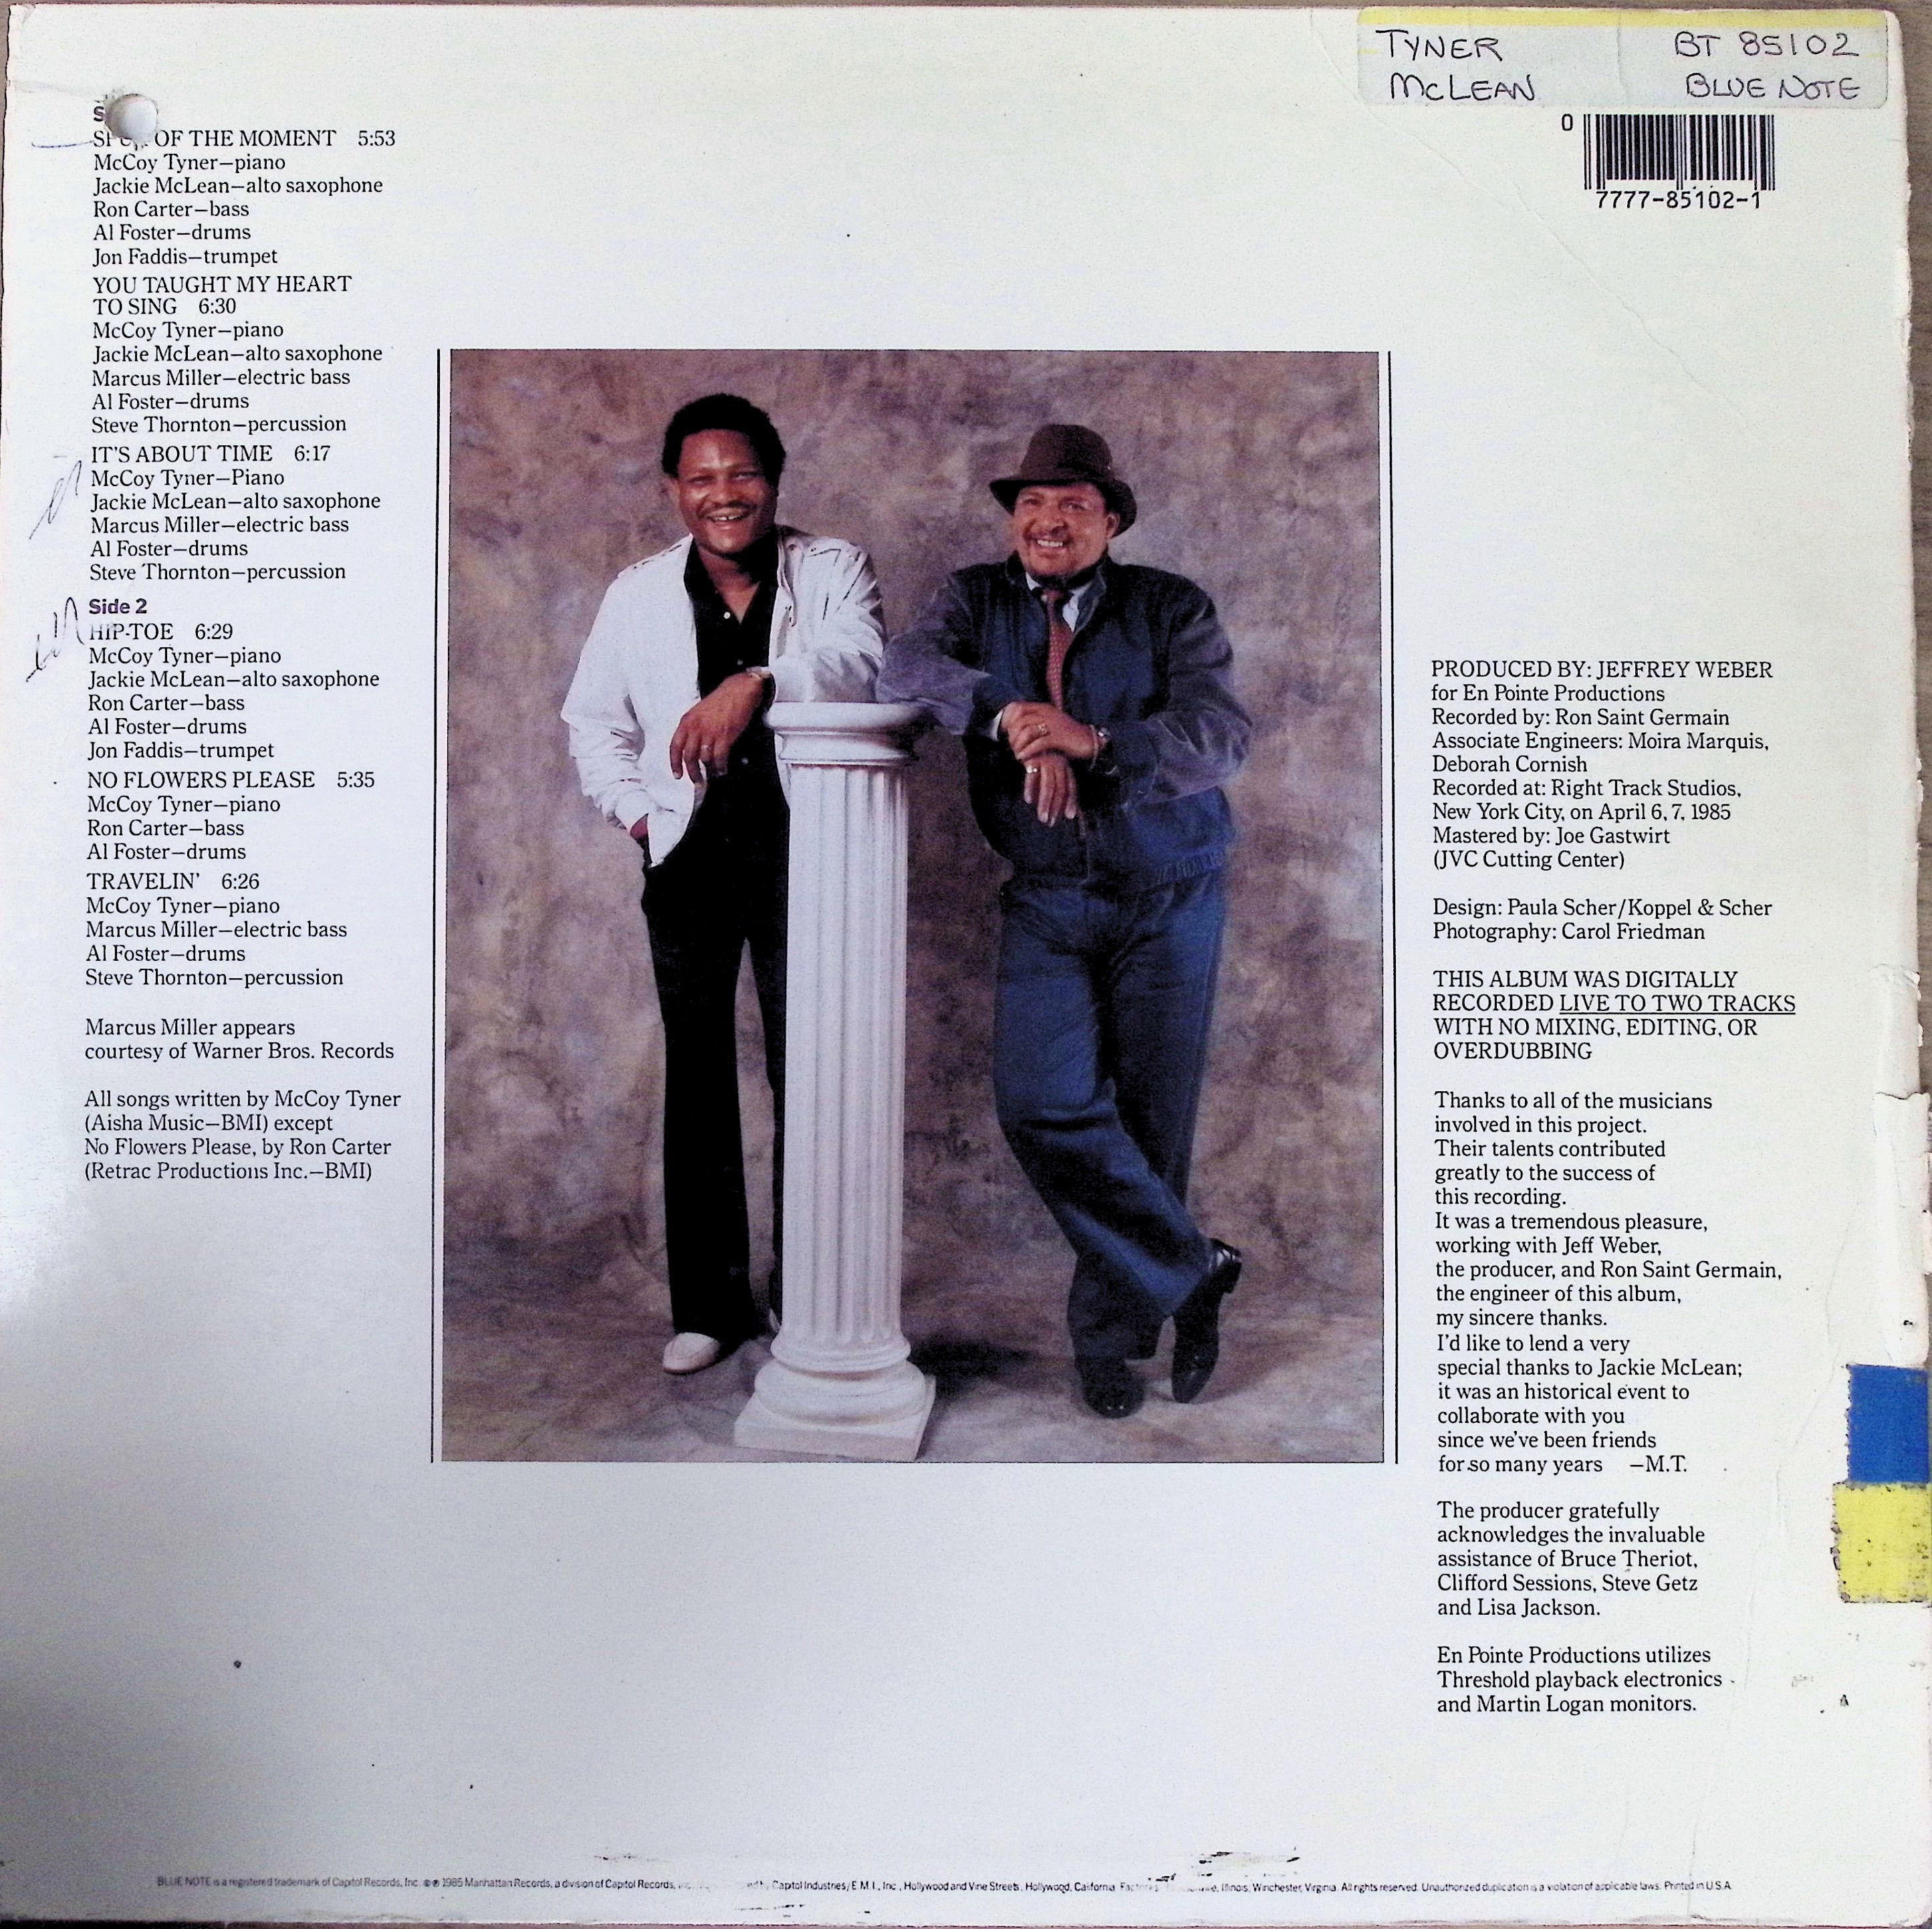 TYNER BT 85102
McLEAN BLUE NOTE
0
7777-85102-1
OF THE MOMENT 5:53
McCoy Tyner—piano
Jackie McLean—alto saxophone
Ron Carter—bass
Al Foster—drums
Jon Faddis—trumpet
YOU TAUGHT MY HEART
TO SING 6:30
McCoy Tyner—piano
Jackie McLean—alto saxophone
Marcus Miller—electric bass
Al Foster—drums
Steve Thornton—percussion
IT'S ABOUT TIME 6:17
McCoy Tyner—Piano
Jackie McLean—alto saxophone
Marcus Miller—electric bass
Al Foster—drums
Steve Thornton—percussion
Side 2
HIP-TOE 6:29
McCoy Tyner—piano
Jackie McLean—alto saxophone
Ron Carter—bass
Al Foster—drums
Jon Faddis—trumpet
NO FLOWERS PLEASE 5:35
McCoy Tyner—piano
Ron Carter—bass
Al Foster—drums
TRAVELIN' 6:26
McCoy Tyner—piano
Marcus Miller—electric bass
Al Foster—drums
Steve Thornton—percussion
Marcus Miller appears
courtesy of Warner Bros. Records
All songs written by McCoy Tyner
(Aisha Music—BMI) except
No Flowers Please, by Ron Carter
(Retrac Productions Inc.—BMI)
PRODUCED BY: JEFFREY WEBER
for En Pointe Productions
Recorded by: Ron Saint Germain
Associate Engineers: Moira Marquis,
Deborah Cornish
Recorded at: Right Track Studios,
New York City, on April 6, 7, 1985
Mastered by: Joe Gastwirt
(JVC Cutting Center)
Design: Paula Scher/Koppel & Scher
Photography: Carol Friedman
THIS ALBUM WAS DIGITALLY
RECORDED LIVE TO TWO TRACKS
WITH NO MIXING, EDITING, OR
OVERDUBBING
Thanks to all of the musicians
involved in this project.
Their talents contributed
greatly to the success of
this recording.
It was a tremendous pleasure,
working with Jeff Weber,
the producer, and Ron Saint Germain,
the engineer of this album,
my sincere thanks.
I'd like to lend a very
special thanks to Jackie McLean;
it was an historical event to
collaborate with you
since we've been friends
for so many years —M.T.
The producer gratefully
acknowledges the invaluable
assistance of Bruce Theriot,
Clifford Sessions, Steve Getz
and Lisa Jackson.
En Pointe Productions utilizes
Threshold playback electronics
and Martin Logan monitors.
BLUE NOTE is a registered trademark of Capitol Records, Inc. ©℗ 1985 Manhattan Records, a division of Capitol Records, Capitol Industries/E M I, Inc., Hollywood and Vine Streets, Hollywood, California. Illinois, Winchester, Virginia. All rights reserved. Unauthorized duplication is a violation of applicable laws. Printed in U.S.A.